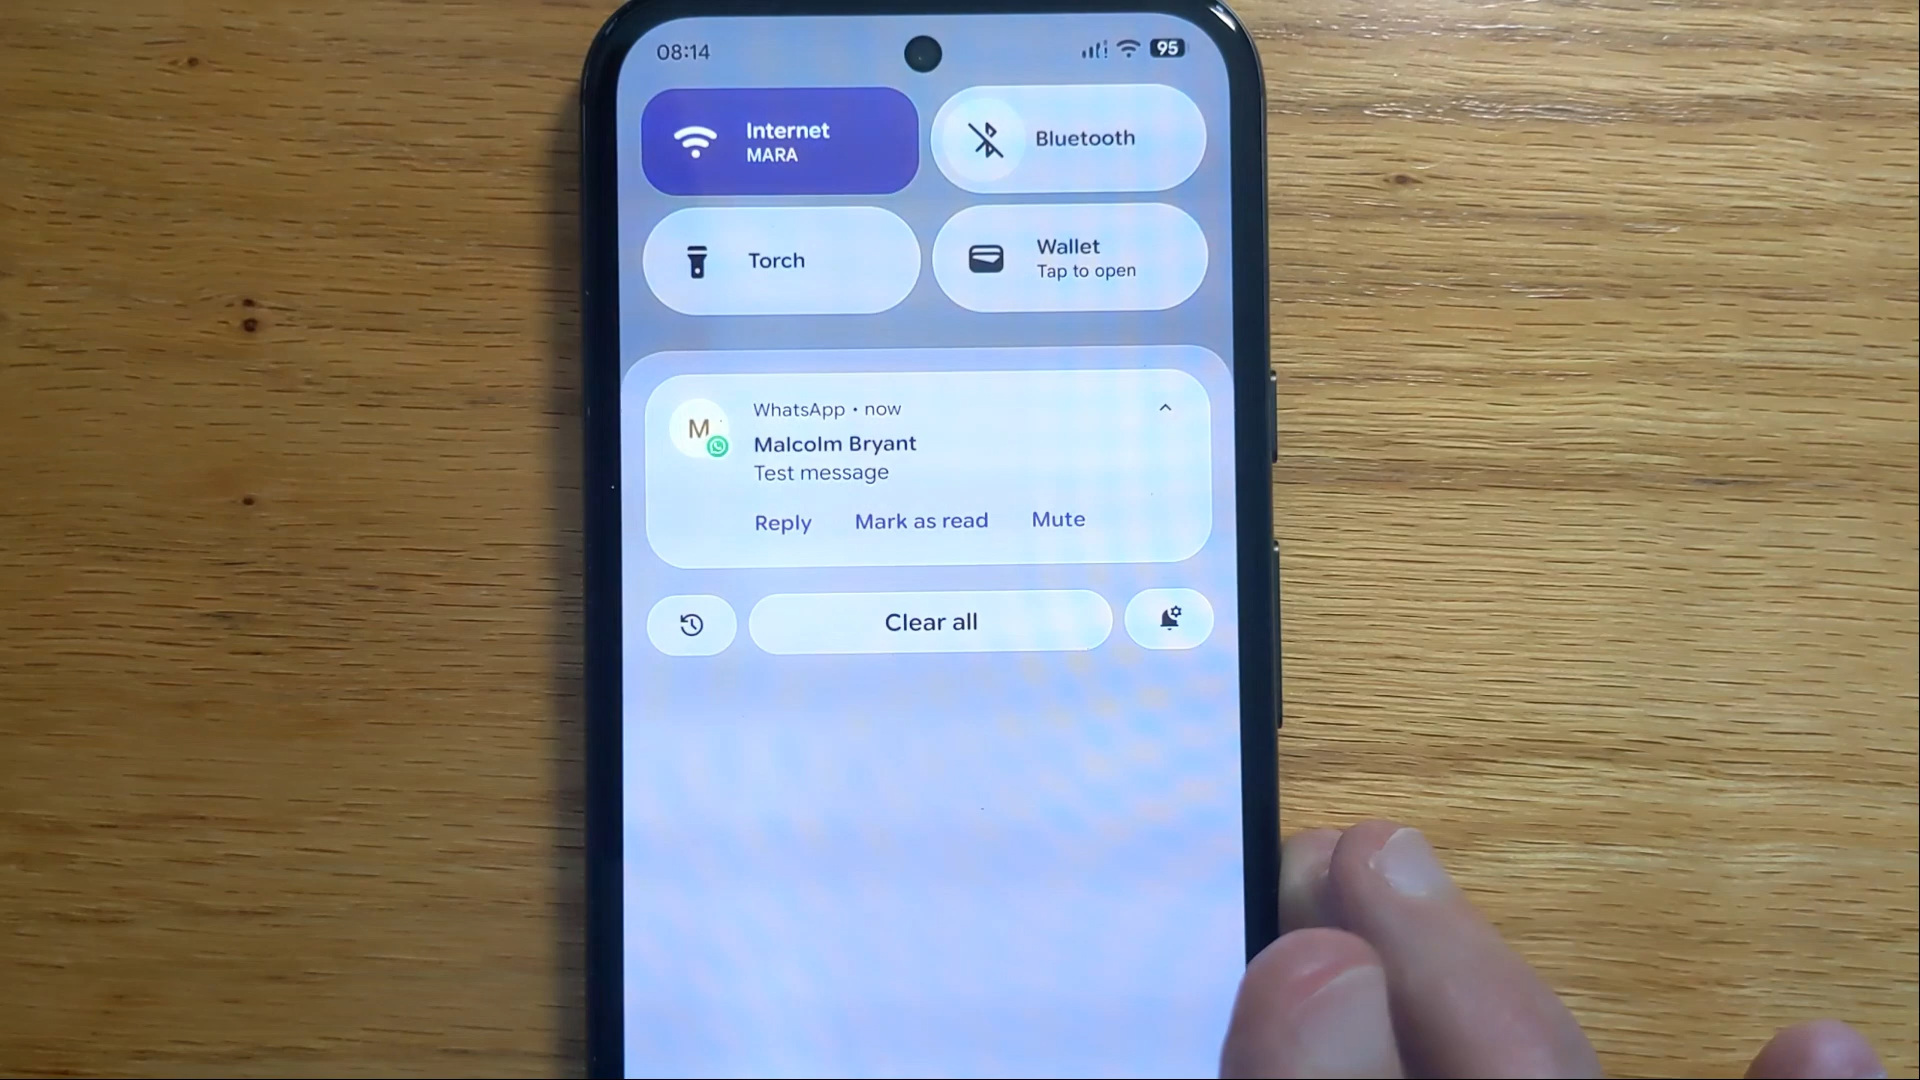 08:14
95
Internet
MARA
Bluetooth
Torch
Wallet
Tap to open
M
WhatsApp • now
Malcolm Bryant
Test message
Reply Mark as read Mute
Clear all